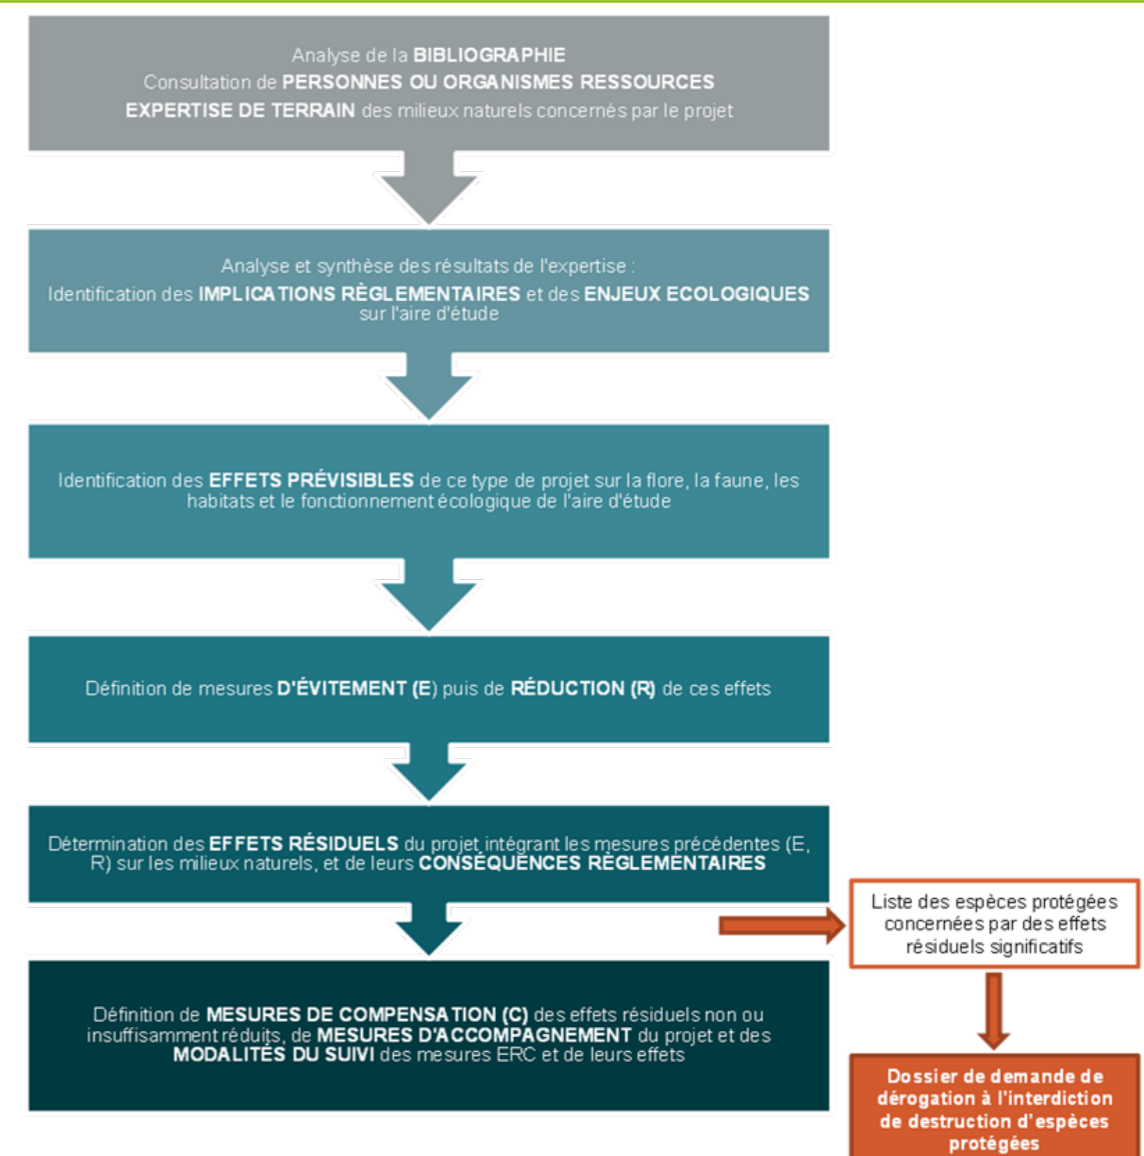 Analyse de la BIBLIOGRAPHIE
Consultation de PERSONNES OU ORGANISMES RESSOURCES
EXPERTISE DE TERRAIN des milieux naturels concernés par le projet
Analyse et synthèse des résultats de l'expertise :
Identification des IMPLICATIONS RÈGLEMENTAIRES et des ENJEUX ECOLOGIQUES
sur l'aire d'étude
Identification des EFFETS PRÉVISIBLES de ce type de projet sur la flore, la faune, les
habitats et le fonctionnement écologique de l'aire d'étude
Définition de mesures D'ÉVITEMENT (E) puis de RÉDUCTION (R) de ces effets
Détermination des EFFETS RÉSIDUELS du projet intégrant les mesures précédentes (E,
R) sur les milieux naturels, et de leurs CONSÉQUENCES RÈGLEMENTAIRES
Liste des espèces protégées
concernées par des effets
résiduels significatifs
Définition de MESURES DE COMPENSATION (C) des effets résiduels non ou
insuffisamment réduits, de MESURES D'ACCOMPAGNEMENT du projet et des
MODALITÉS DU SUIVI des mesures ERC et de leurs effets
Dossier de demande de
dérogation à l'interdiction
de destruction d'espèces
protégées